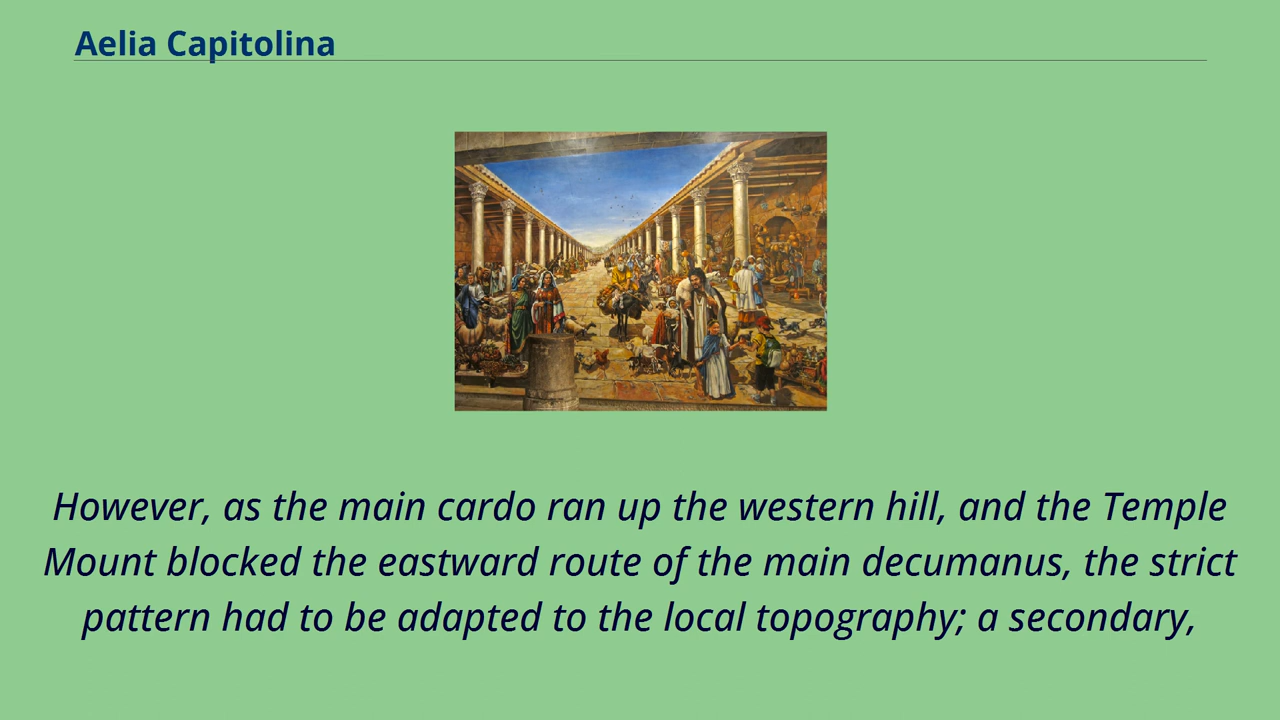 Aelia Capitolina
However, as the main cardo ran up the western hill, and the Temple
Mount blocked the eastward route of the main decumanus, the strict
pattern had to be adapted to the local topography; a secondary,